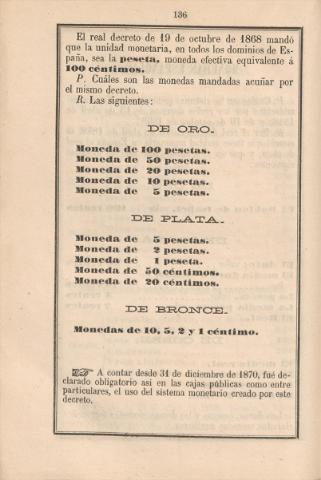 136
El real decreto de 19 de octubre de 1868 mandó
que la unidad monetaria, en todos los dominios de Es-
paña, sea la peseta, moneda efectiva equivalente á
100 céntimos.
P. Cuáles son las monedas mandadas acuñar por
el mismo decreto.
R. Las siguientes:
DE ORO.
Moneda de 100 pesetas.
Moneda de 50 pesetas.
Moneda de 20 pesetas.
Moneda de 10 pesetas.
Moneda de 5 pesetas.
DE PLATA.
Moneda de 5 pesetas.
Moneda de 2 pesetas.
Moneda de 1 peseta.
Moneda de 50 céntimos.
Moneda de 20 céntimos.
DE BRONCE.
Monedas de 10, 5, 2 y 1 céntimo.
☞ A contar desde 31 de diciembre de 1870, fué de-
clarado obligatorio asi en las cajas públicas como entre
particulares, el uso del sistema monetario creado por este
decreto.